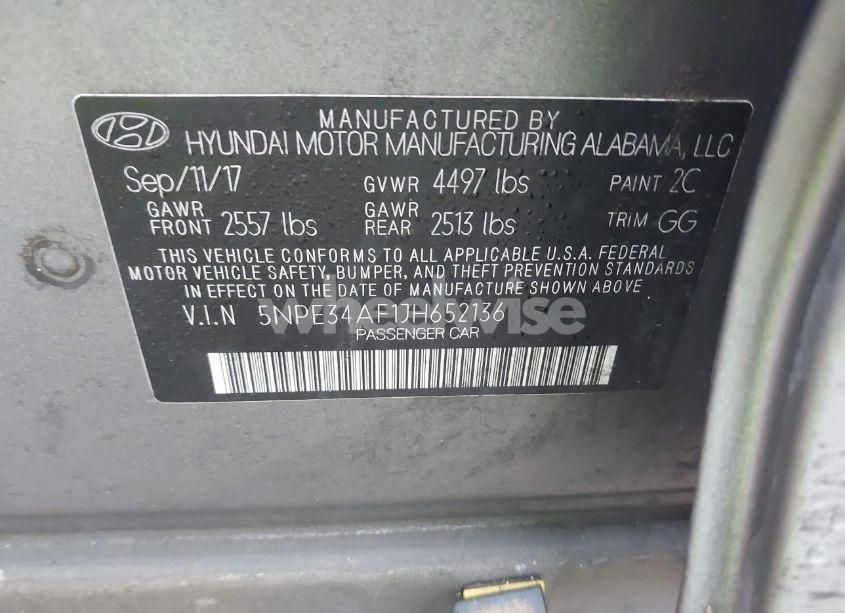 MANUFACTURED BY
HYUNDAI MOTOR MANUFACTURING ALABAMA, LLC
Sep/11/17 GVWR 4497 lbs PAINT 2C
GAWR FRONT 2557 lbs GAWR REAR 2513 lbs TRIM GG
THIS VEHICLE CONFORMS TO ALL APPLICABLE U.S.A. FEDERAL
MOTOR VEHICLE SAFETY, BUMPER, AND THEFT PREVENTION STANDARDS
IN EFFECT ON THE DATE OF MANUFACTURE SHOWN ABOVE
V.I.N 5NPE34AF1JH652136
PASSENGER CAR
wheelwise